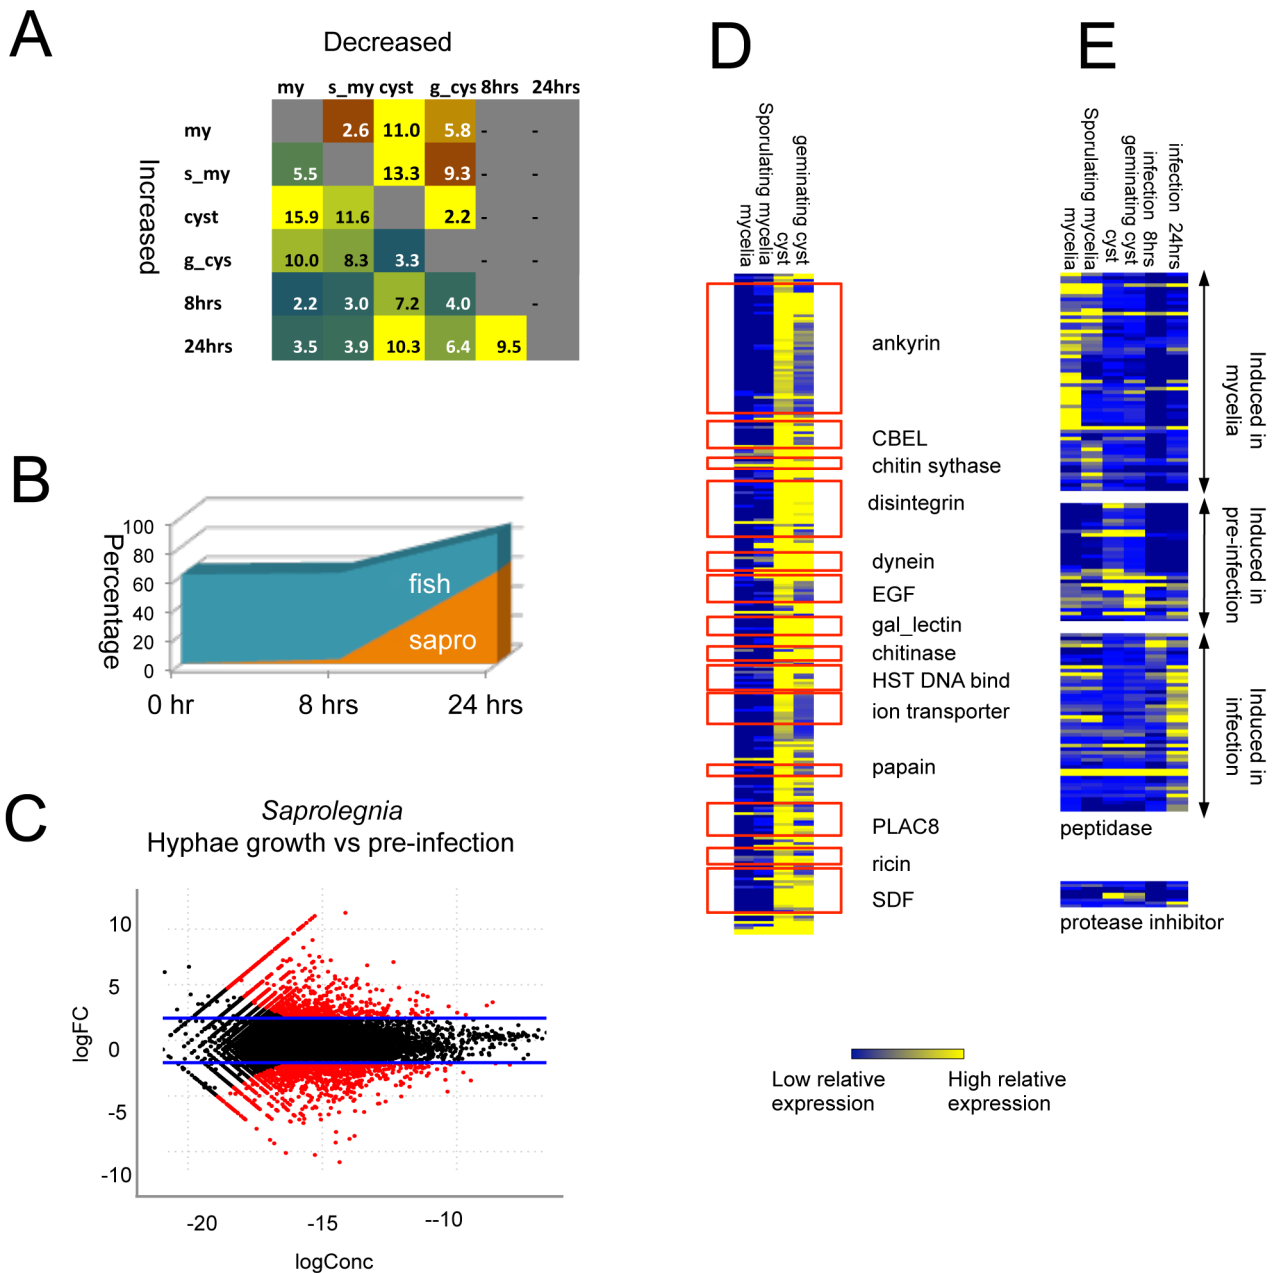 A
Decreased
my s_my cyst g_cys 8hrs 24hrs
Increased
my 2.6 11.0 5.8 - -
s_my 5.5 13.3 9.3 - -
cyst 15.9 11.6 2.2 - -
g_cys 10.0 8.3 3.3 - -
8hrs 2.2 3.0 7.2 4.0 -
24hrs 3.5 3.9 10.3 6.4 9.5
B
Percentage
100
80
60
40
20
0
fish
sapro
0 hr 8 hrs 24 hrs
C
Saprolegnia
Hyphae growth vs pre-infection
logFC
10
5
0
-5
-10
-20 -15 --10
logConc
D
mycelia
Sporulating mycelia
cyst
geminating cyst
ankyrin
CBEL
chitin sythase
disintegrin
dynein
EGF
gal_lectin
chitinase
HST DNA bind
ion transporter
papain
PLAC8
ricin
SDF
Low relative
expression
High relative
expression
E
mycelia
Sporulating mycelia
cyst
geminating cyst
infection 8hrs
infection 24hrs
Induced in
mycelia
Induced in
pre-infection
Induced in
infection
peptidase
protease inhibitor